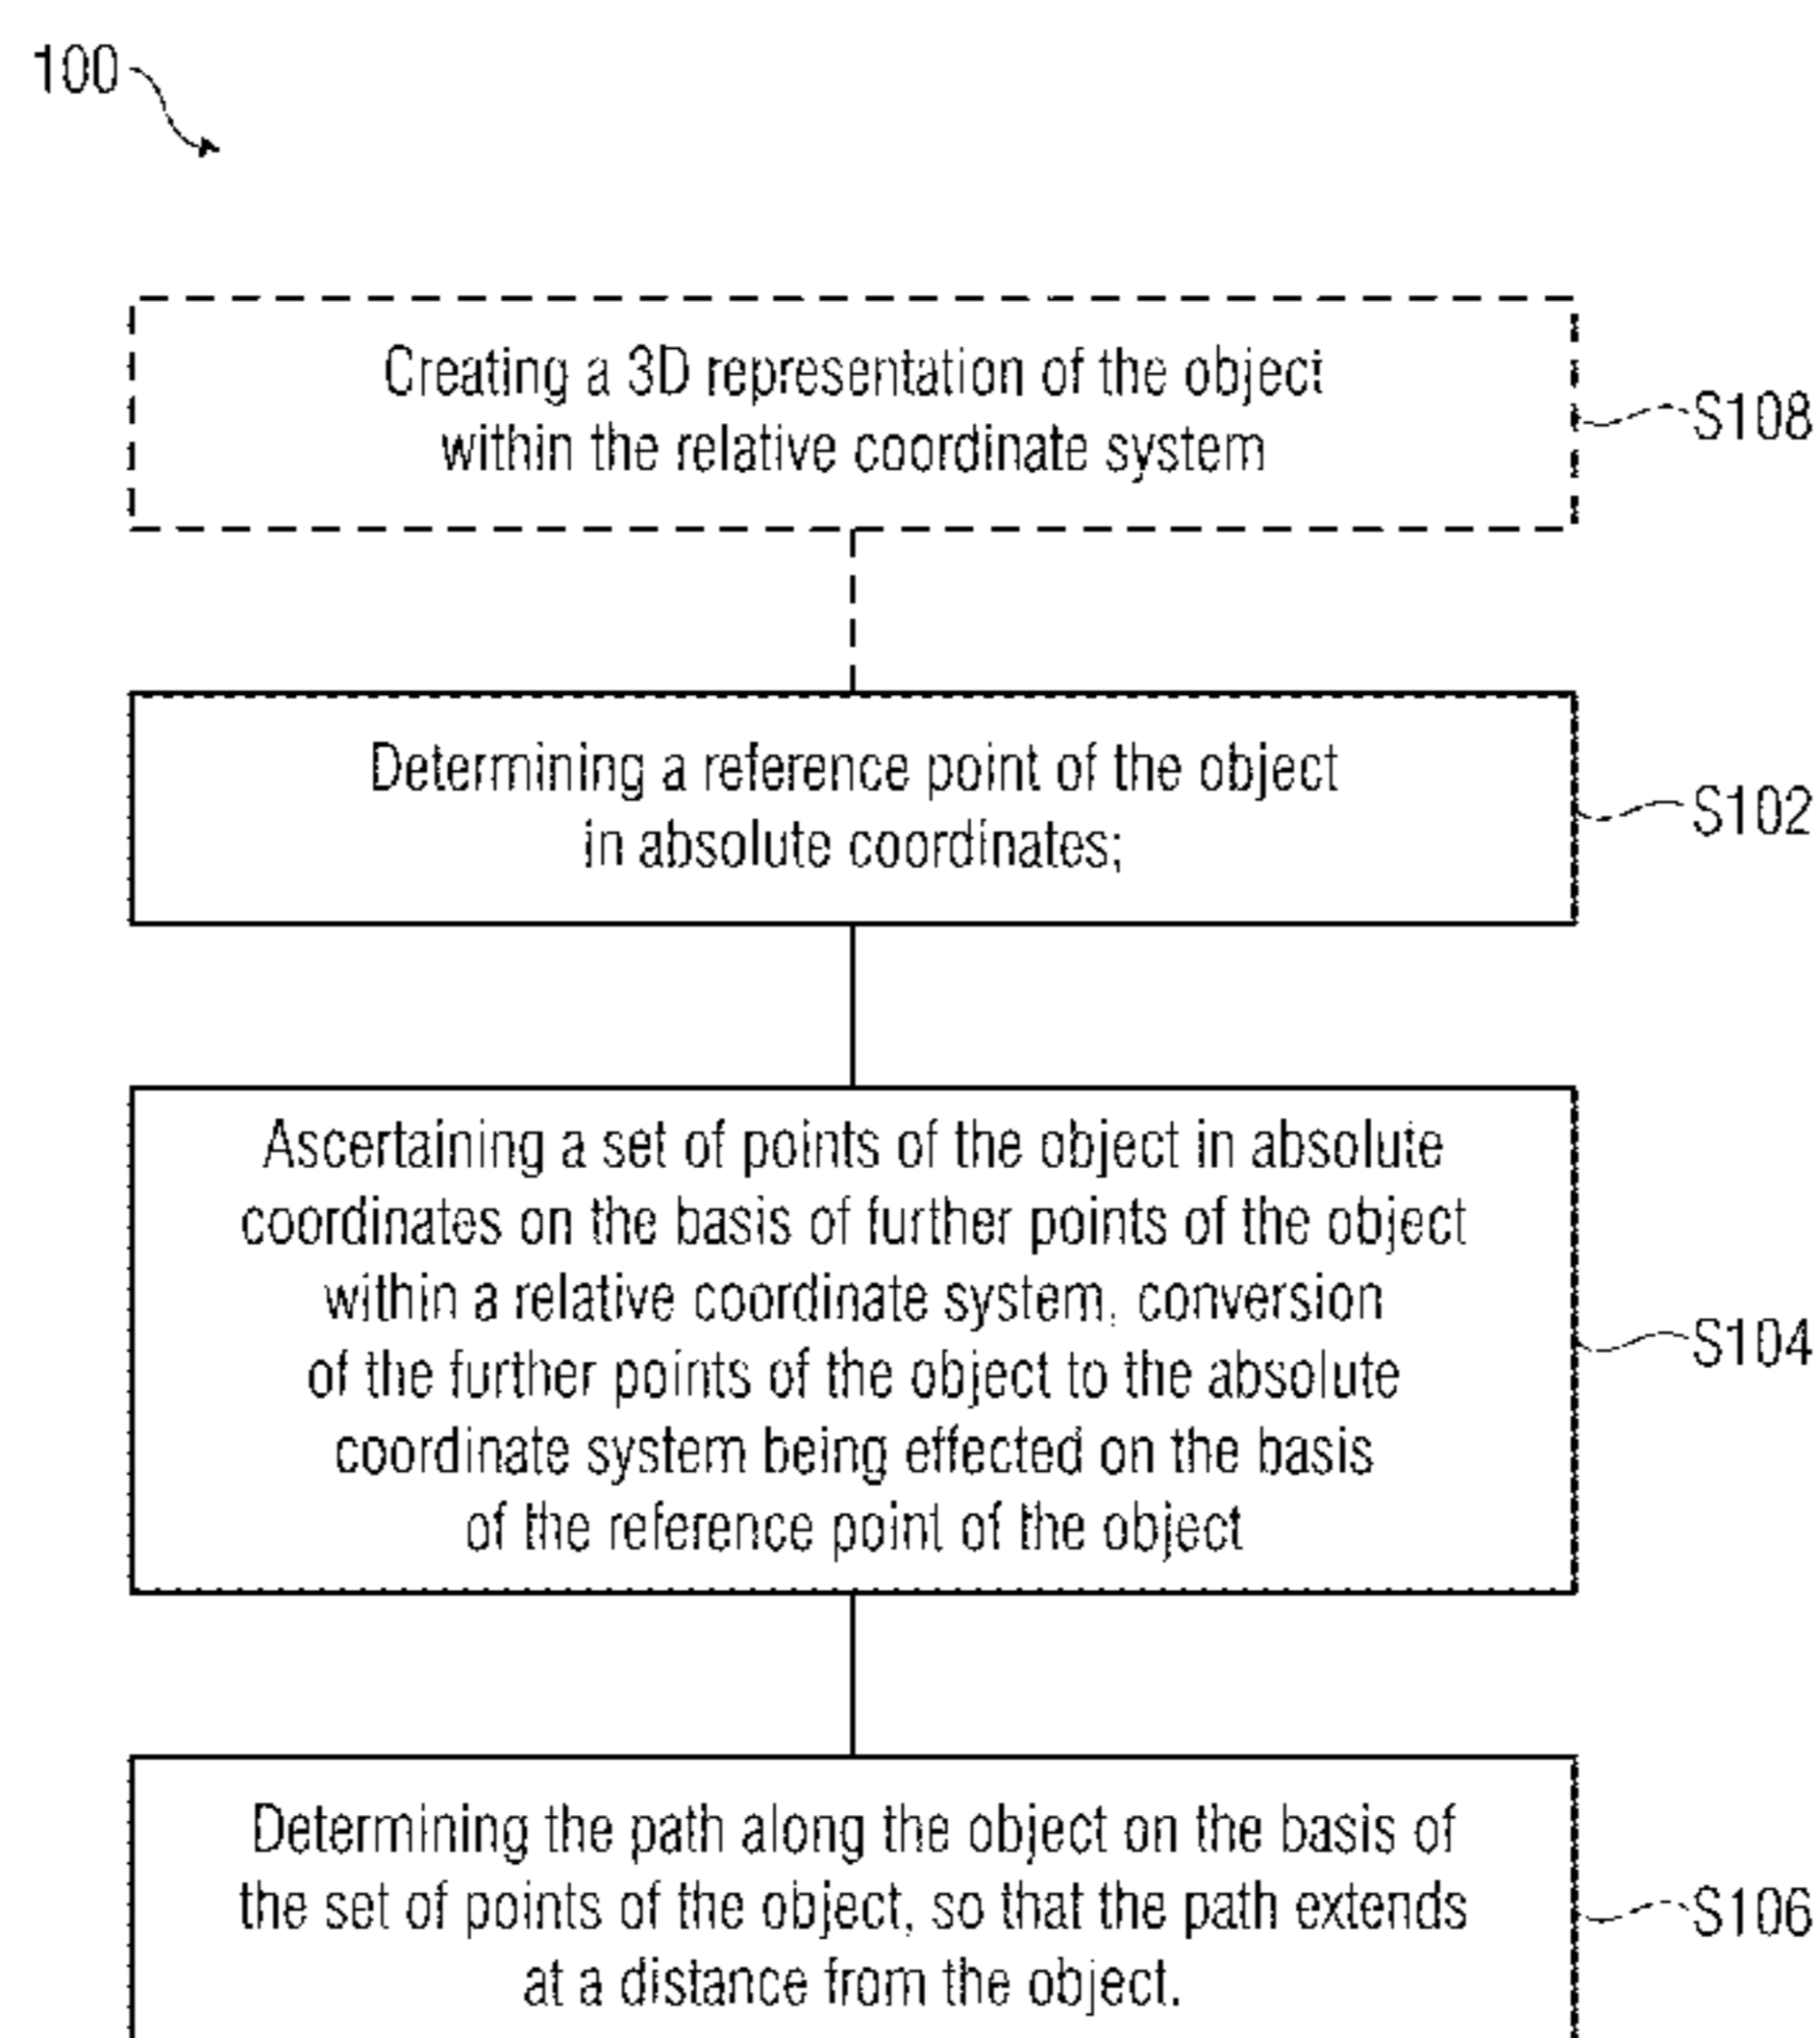 100
Creating a 3D representation of the object
within the relative coordinate system
S108
Determining a reference point of the object
in absolute coordinates;
S102
Ascertaining a set of points of the object in absolute
coordinates on the basis of further points of the object
within a relative coordinate system, conversion
of the further points of the object to the absolute
coordinate system being effected on the basis
of the reference point of the object
S104
Determining the path along the object on the basis of
the set of points of the object, so that the path extends
at a distance from the object.
S106